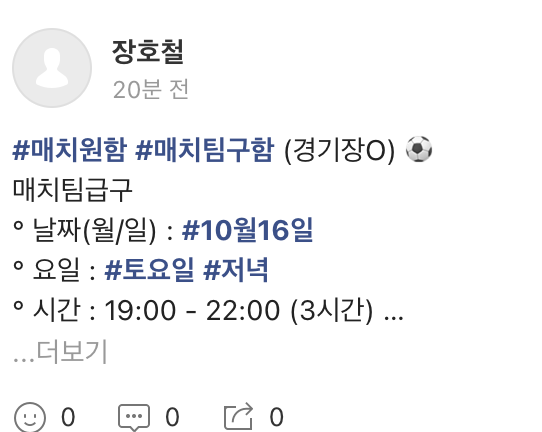 장호철
20분 전
#매치원함 #매치팀구함 (경기장O) ⚽
매치팀급구
° 날짜(월/일) : #10월16일
° 요일 : #토요일 #저녁
° 시간 : 19:00 - 22:00 (3시간) ...
...더보기
0 0 0